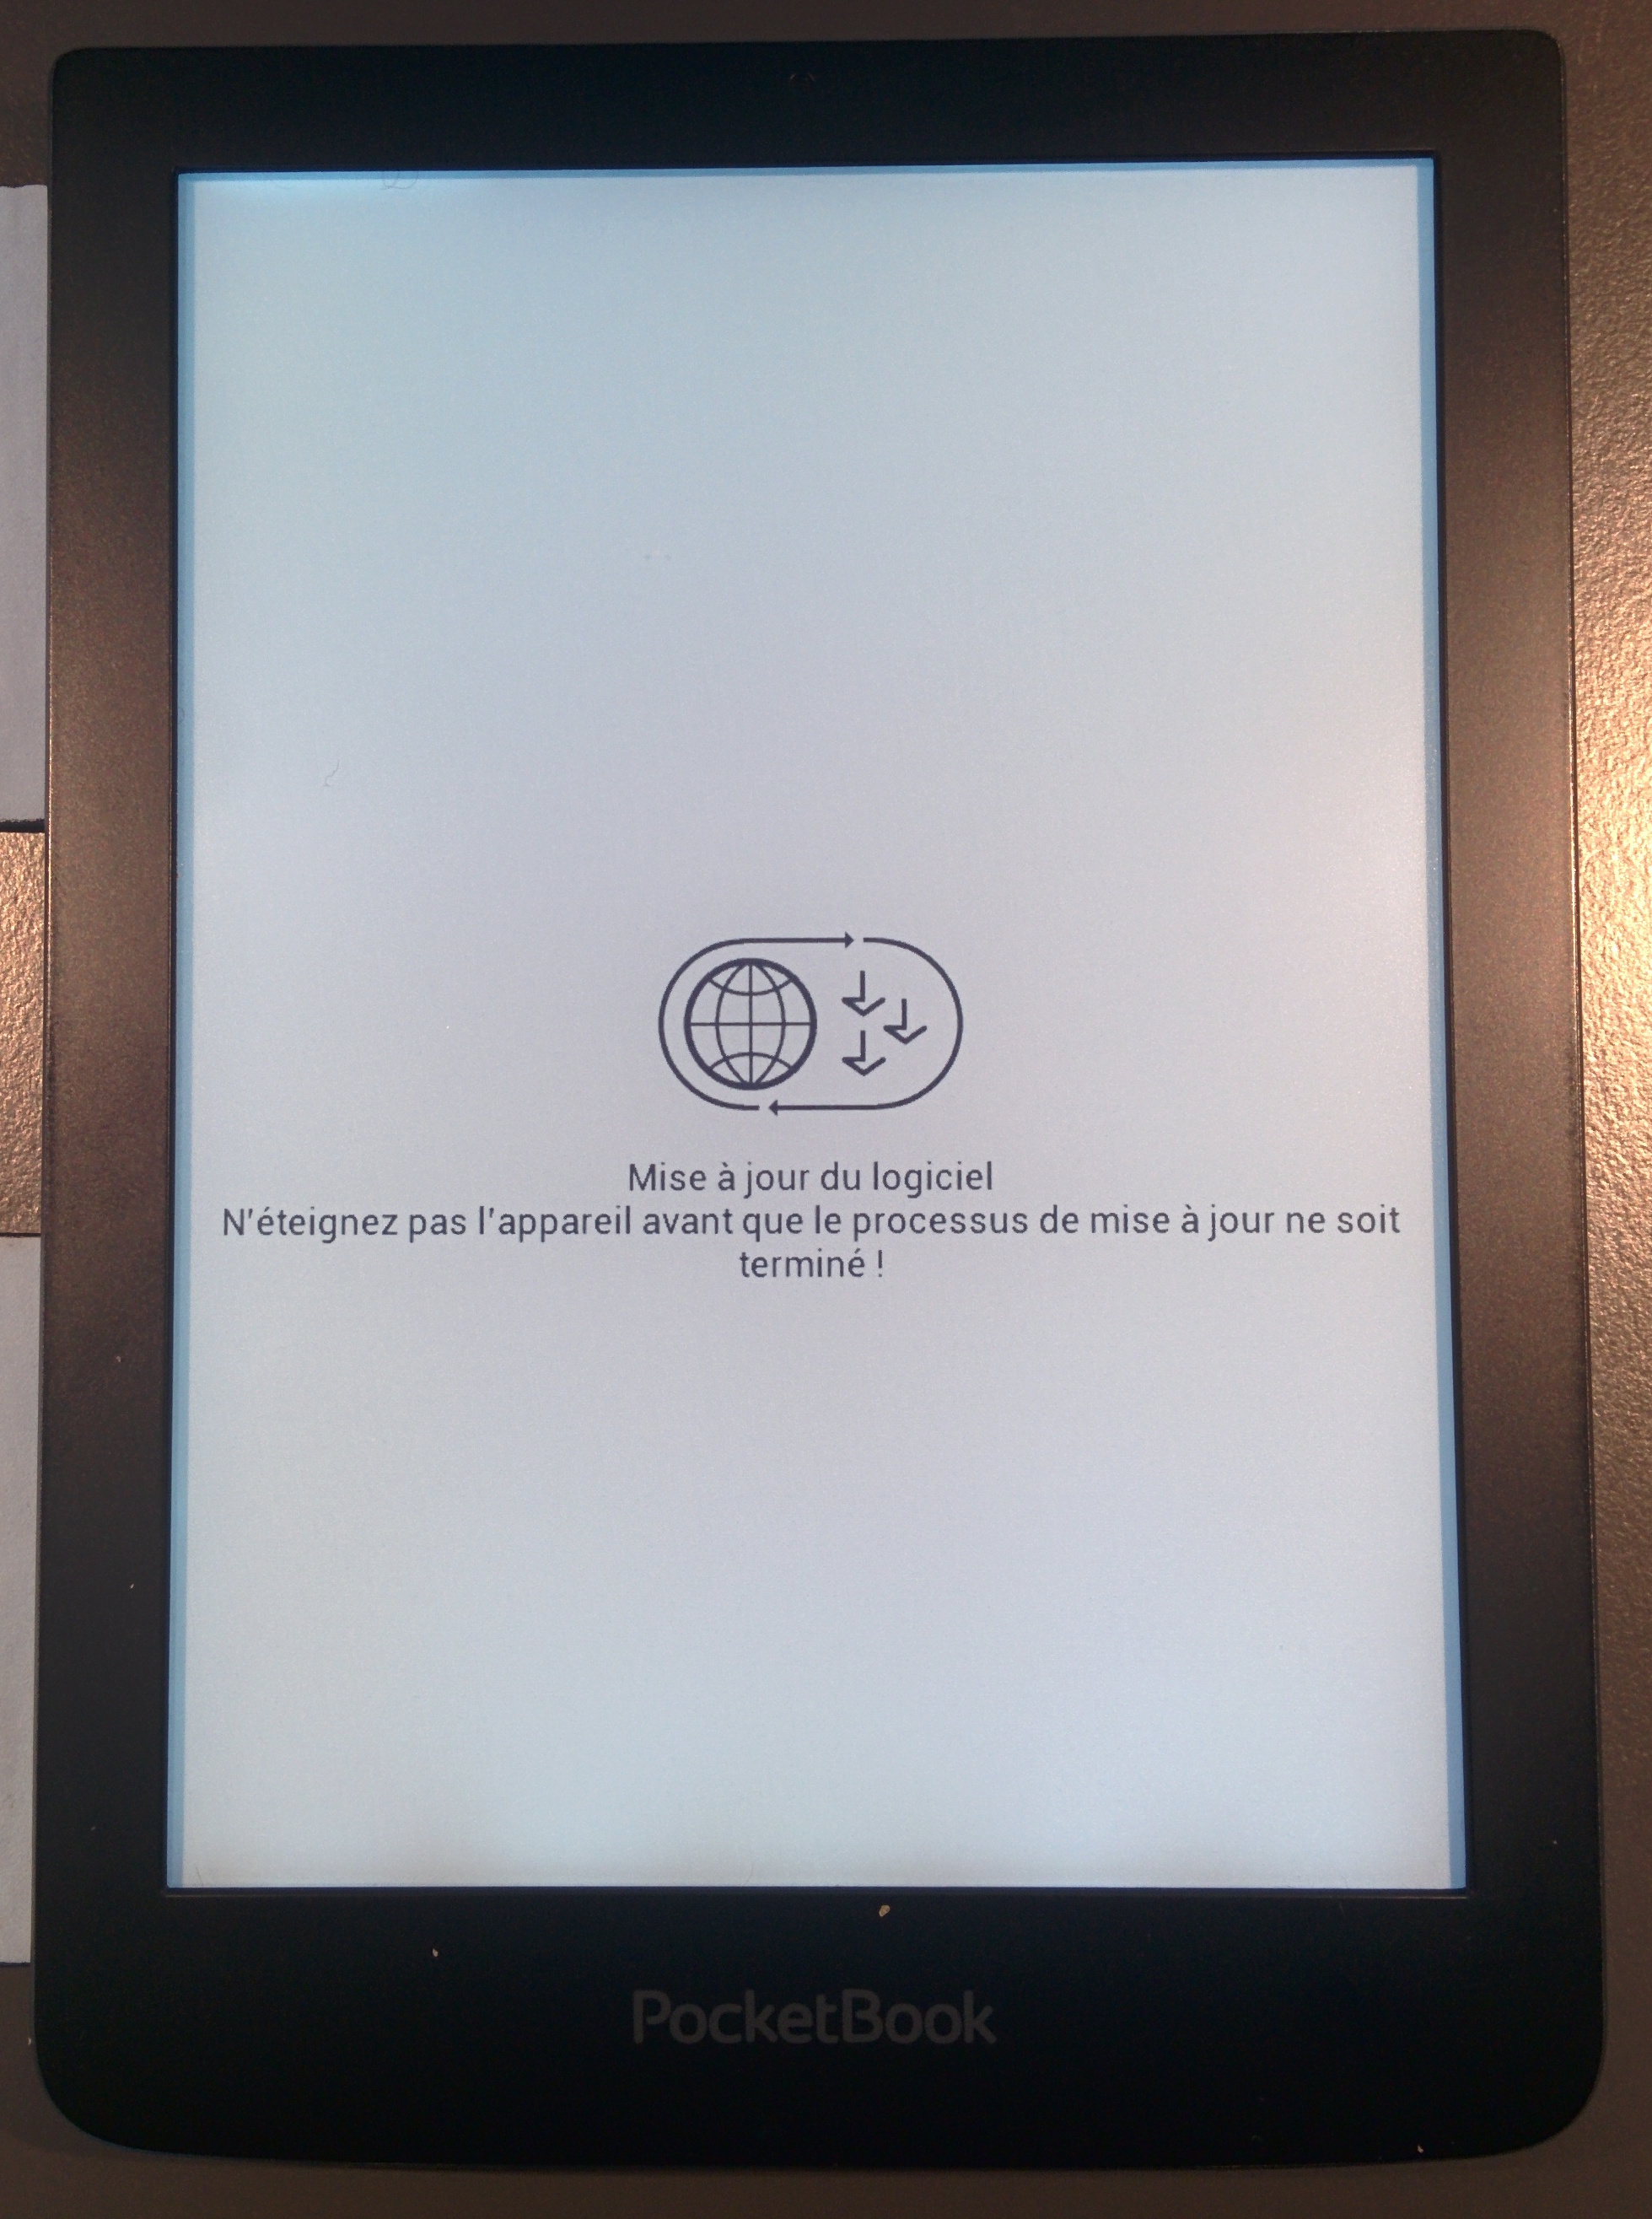 Mise à jour du logiciel
N'éteignez pas l'appareil avant que le processus de mise à jour ne soit
terminé !
PocketBook